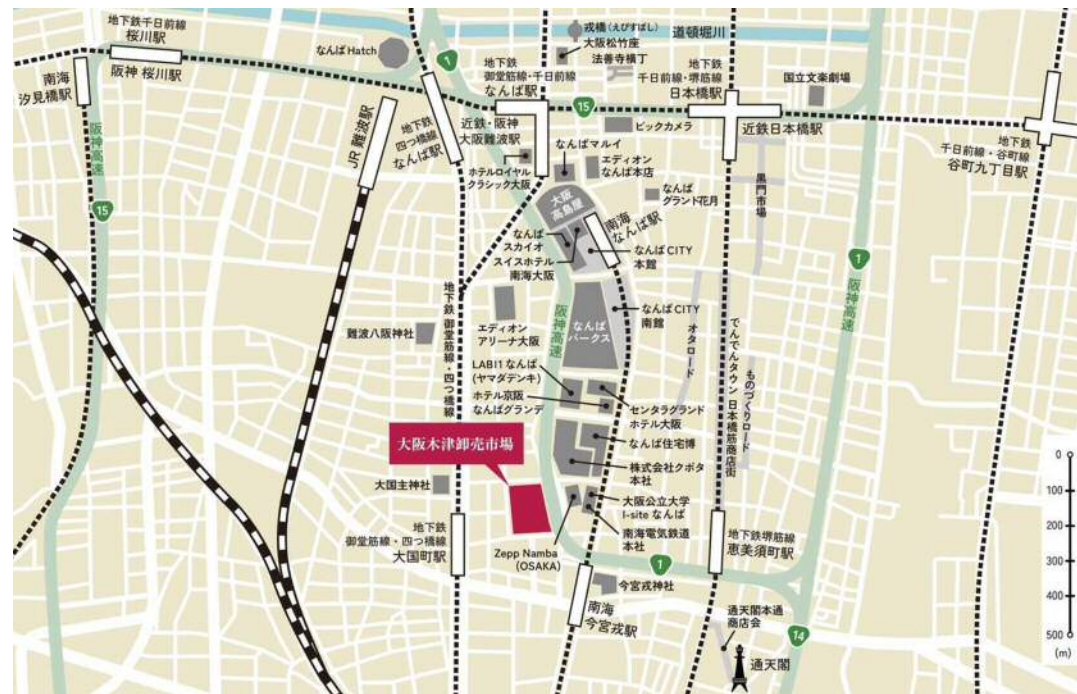 地下鉄千日前線
桜川駅
阪神 桜川駅
南海
汐見橋駅
なんばHatch
1
戎橋(えびすばし)
大阪松竹座
法善寺横丁
道頓堀川
地下鉄
御堂筋線・千日前線
なんば駅
15
地下鉄
千日前線・堺筋線
日本橋駅
国立文楽劇場
近鉄日本橋駅
地下鉄
千日前線・谷町線
谷町九丁目駅
ビックカメラ
JR 難波駅
地下鉄
四つ橋線
なんば駅
近鉄・阪神
大阪難波駅
なんばマルイ
ホテルロイヤル
クラシック大阪
エディオン
なんば本店
なんば
グランド花月
黒門市場
阪神高速
15
大阪
高島屋
南海
なんば駅
なんば
スカイオ
スイスホテル
南海大阪
なんばCITY
本館
1
阪神高速
地下鉄 御堂筋線・四つ橋線
難波八阪神社
エディオン
アリーナ大阪
阪神高速
なんば
パークス
なんばCITY
南館
オタロード
でんでんタウン 日本橋筋商店街
ものづくりロード
LABI1 なんば
(ヤマダデンキ)
ホテル京阪
なんばグランデ
センタラグランド
ホテル大阪
なんば住宅博
株式会社クボタ
本社
大阪木津卸売市場
大国主神社
大阪公立大学
I-site なんば
南海電気鉄道
本社
Zepp Namba
(OSAKA)
地下鉄
御堂筋線・四つ橋線
大国町駅
地下鉄堺筋線
恵美須町駅
1
今宮戎神社
南海
今宮戎駅
通天閣本通
商店会
14
通天閣
0
100
200
300
400
500
(m)